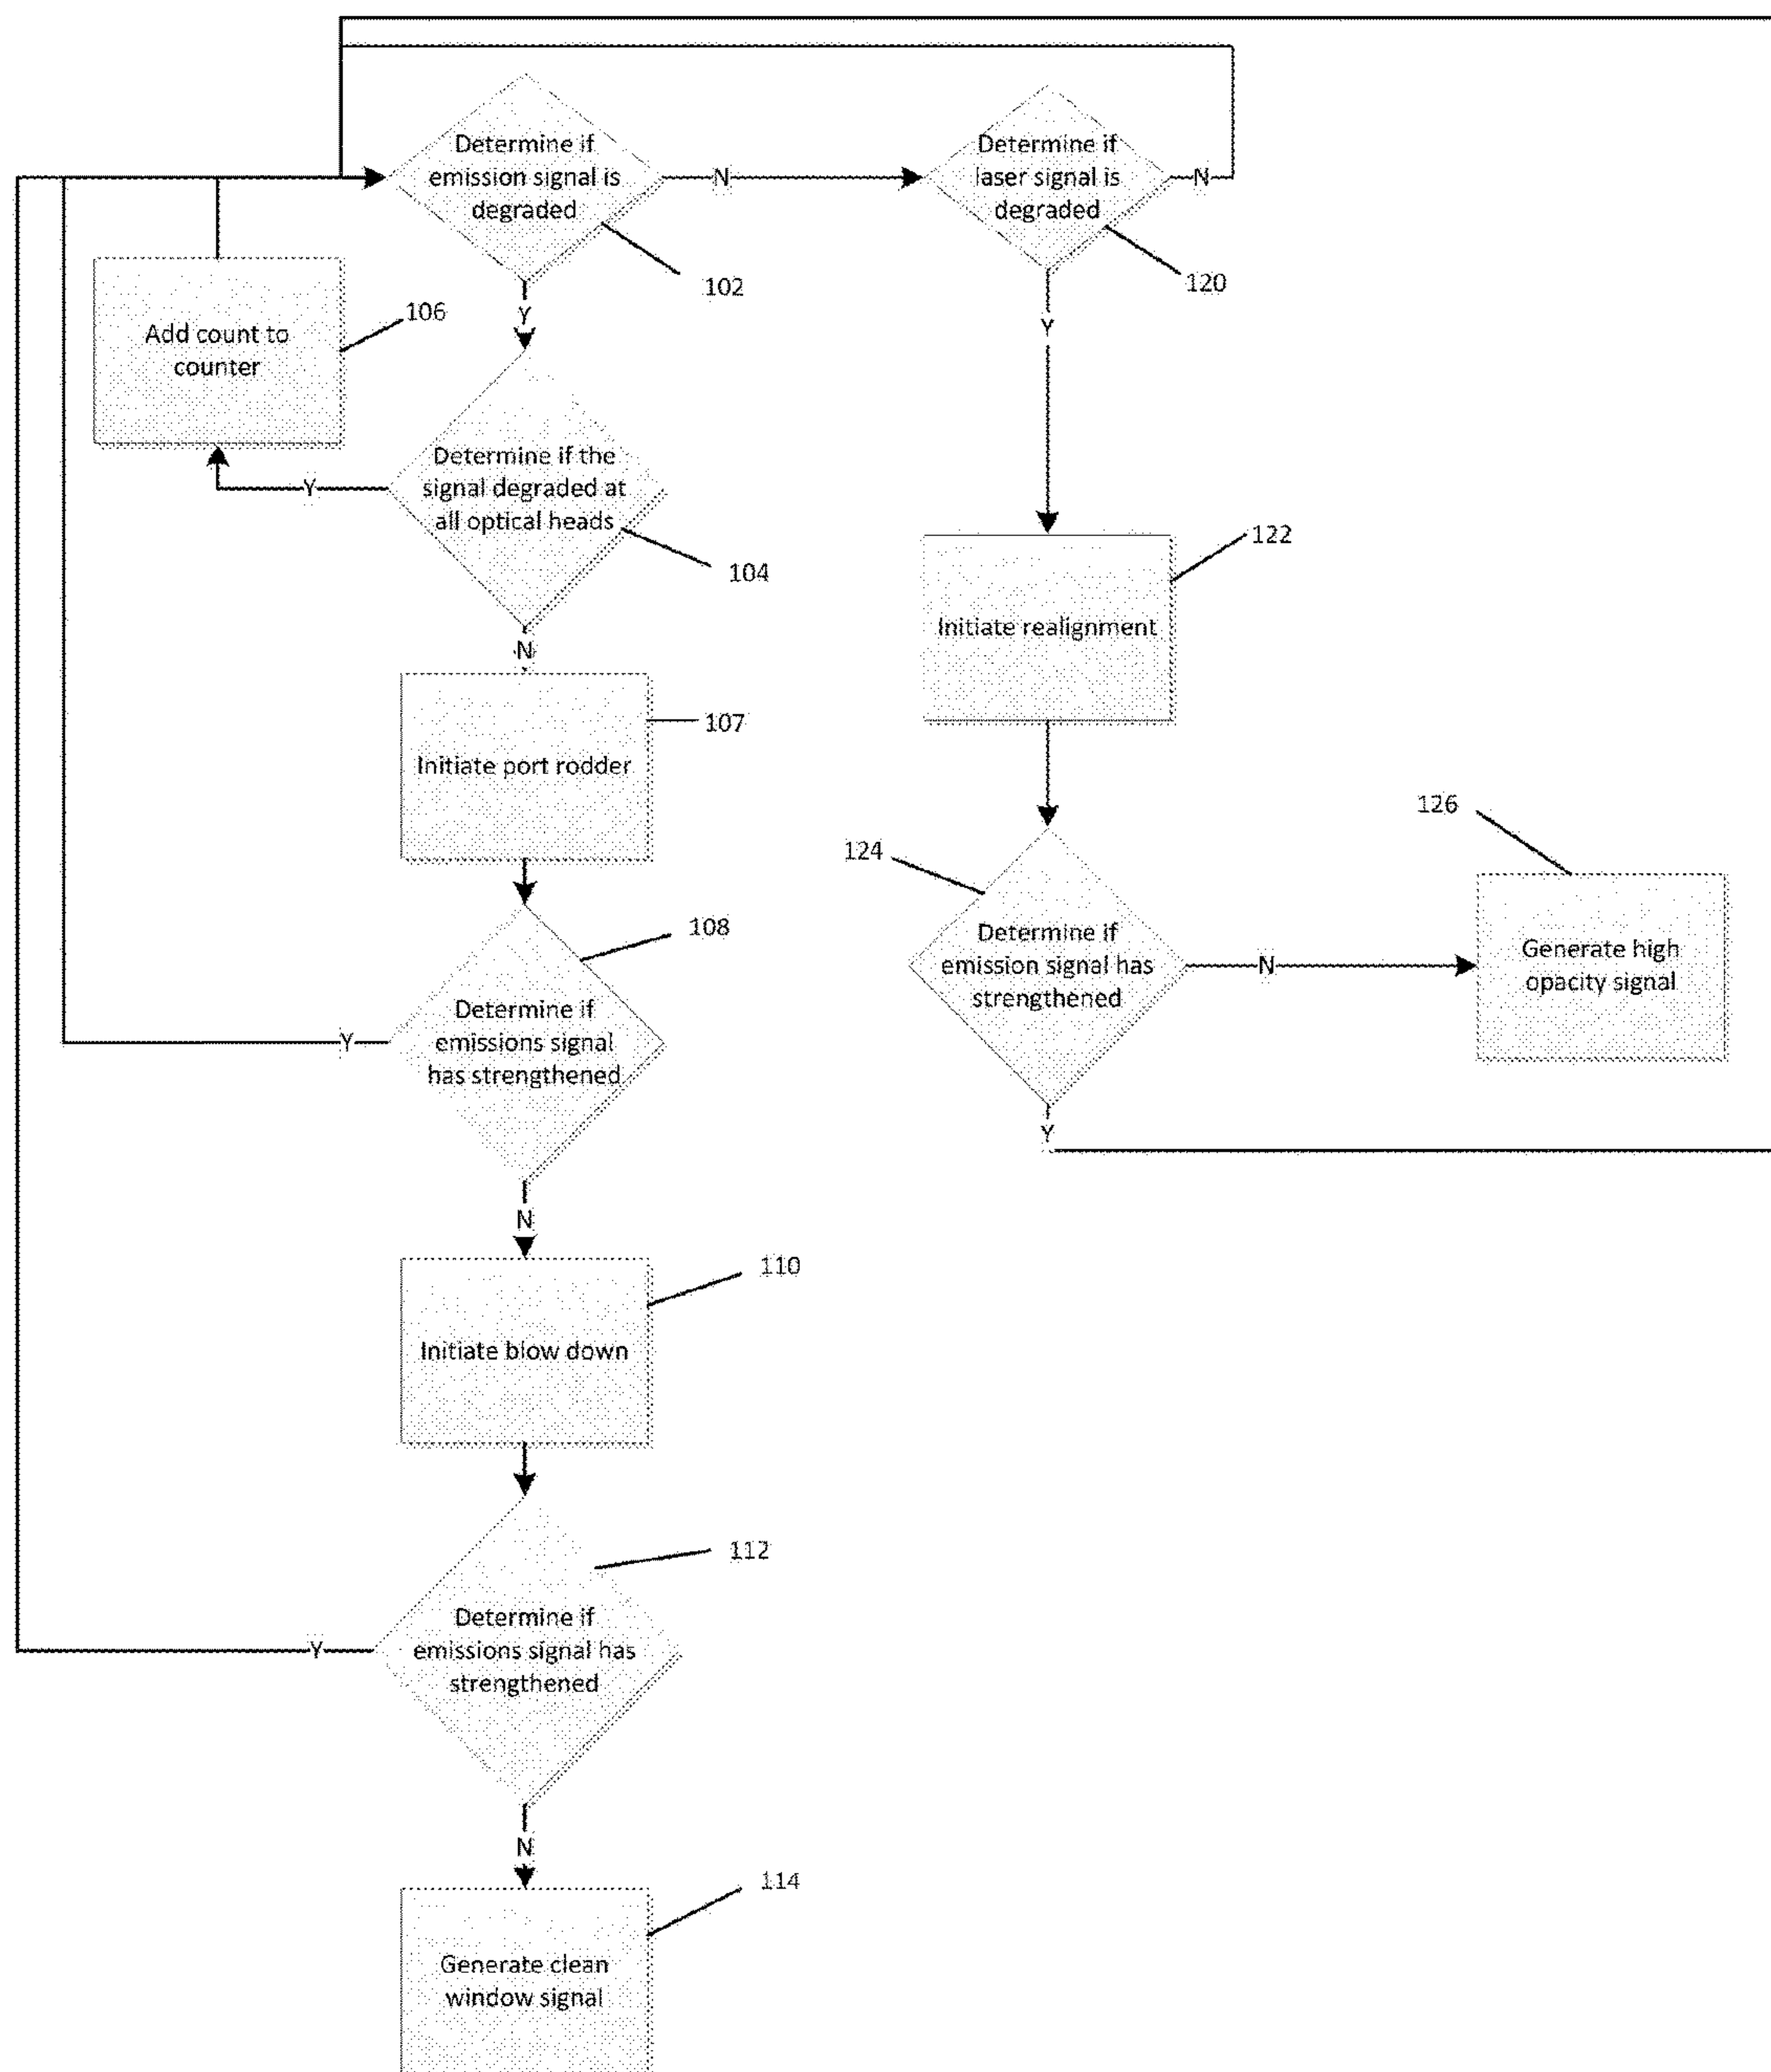 Determine if
emission signal is
degraded
N
Determine if
laser signal is
degraded
N
102
120
Y
Y
Add count to
counter
106
Determine if the
signal degraded at
all optical heads
Y
104
N
122
Initiate realignment
107
Initiate port rodder
124
126
108
Determine if
emission signal has
strengthened
N
Generate high
opacity signal
Determine if
emissions signal
has strengthened
Y
Y
N
110
Initiate blow down
112
Determine if
emissions signal has
strengthened
Y
N
114
Generate clean
window signal